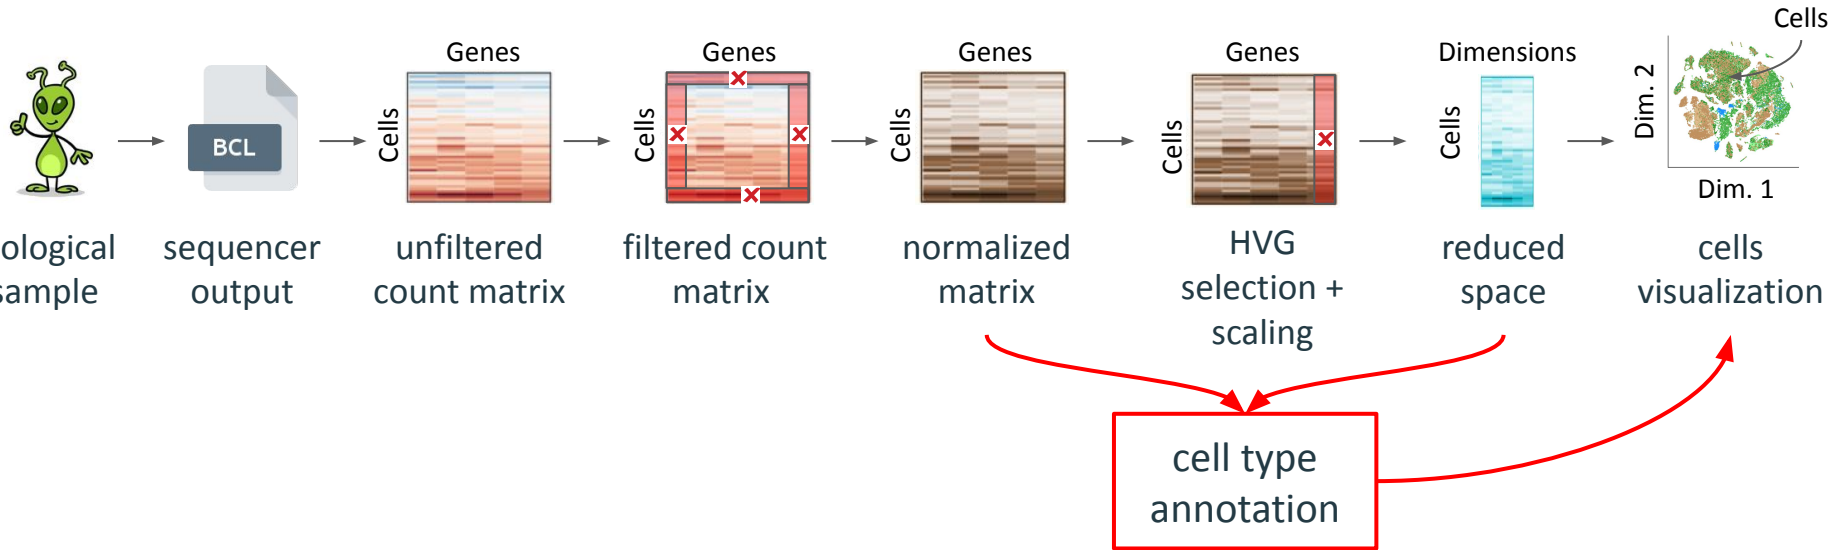 Cells
Genes
Genes
Genes
Genes
Dimensions
Cells
Cells
Cells
Cells
Cells
Dim. 2
BCL
Dim. 1
ological
sample
sequencer
output
unfiltered
count matrix
filtered count
matrix
normalized
matrix
HVG
selection +
scaling
reduced
space
cells
visualization
cell type
annotation